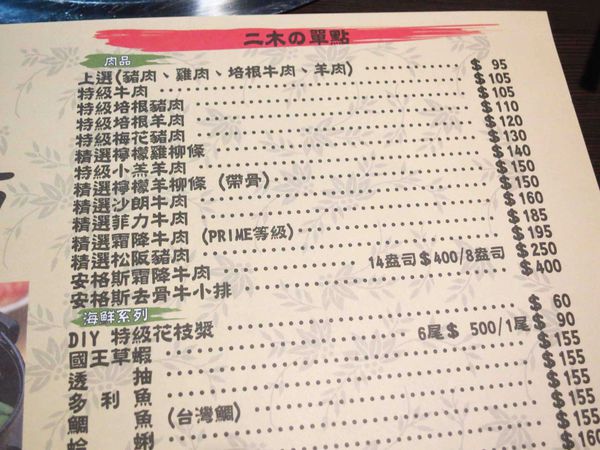 二木の單點
肉品
上選(豬肉、雞肉、培根牛肉、羊肉) $ 95
特級牛肉 $105
特級培根豬肉 $105
特級培根羊肉 $110
特級梅花豬肉 $120
精選檸檬雞柳條 $130
特級小羔羊肉 $140
精選檸檬羊柳條 (帶骨) $150
精選沙朗牛肉 $150
精選菲力牛肉 $160
精選霜降牛肉 (PRIME等級) $185
精選松阪豬肉 $195
安格斯霜降牛肉 14盎司$400/8盎司 $250
安格斯去骨牛小排 $400
海鮮系列
DIY 特級花枝漿 $ 60
國王草蝦 6尾$ 500/1尾 $ 90
透抽 $155
多利魚 $155
鯛魚 (台灣鯛) $155
蛤蜊 $155
$155
$160